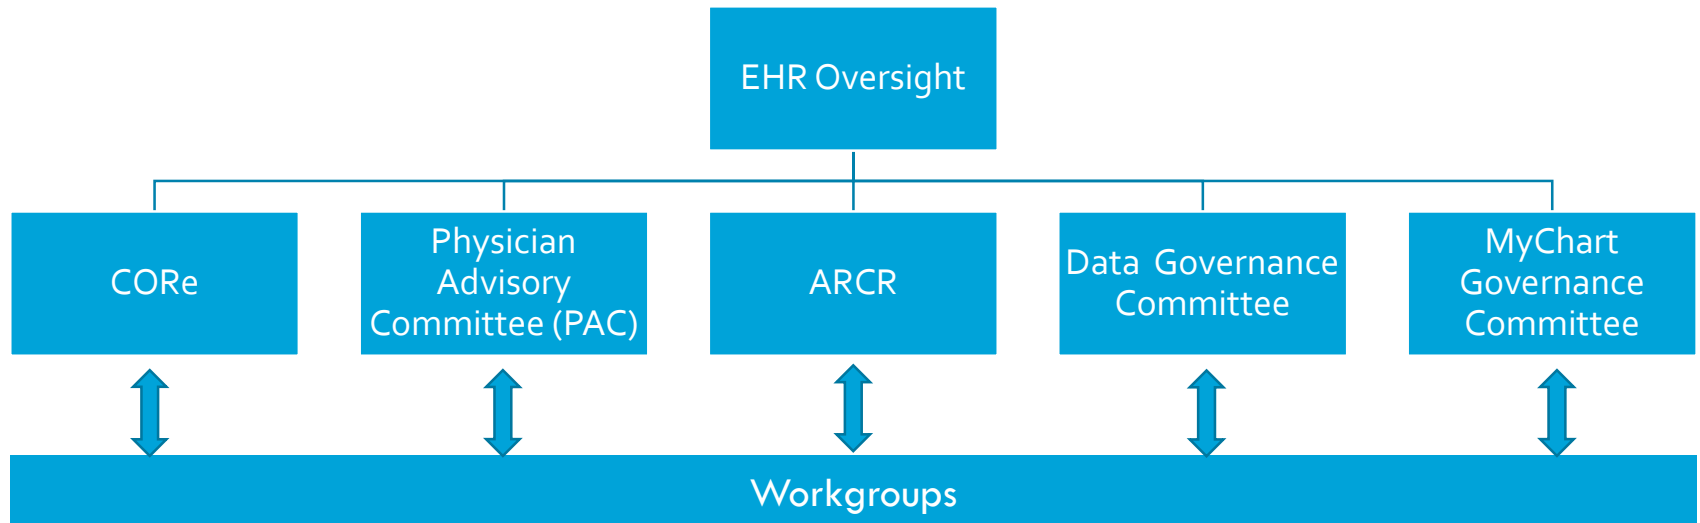 EHR Oversight
CORe
Physician
Advisory
Committee (PAC)
ARCR
Data  Governance
Committee
MyChart
Governance
Committee
Workgroups